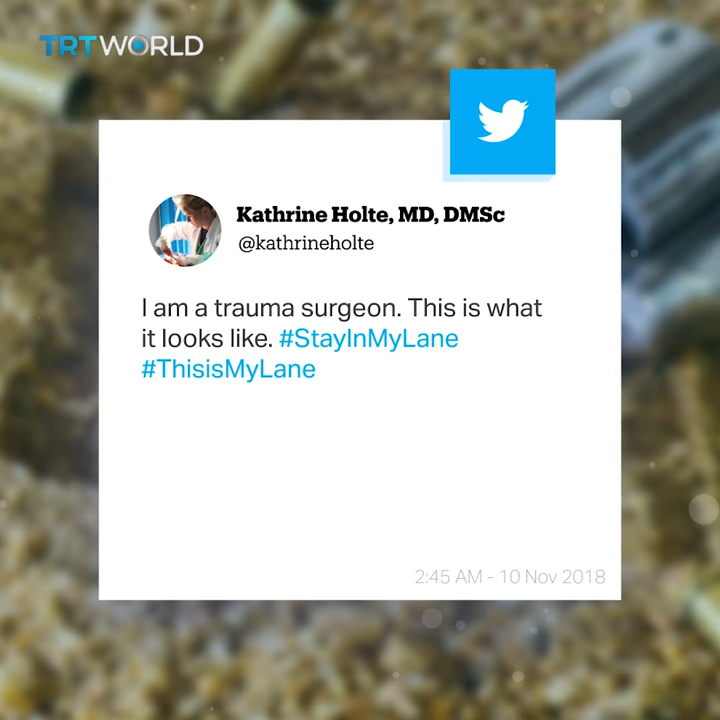 TRTWORLD
Kathrine Holte, MD, DMSc
@kathrineholte
I am a trauma surgeon. This is what
it looks like. #StayInMyLane
#ThisisMyLane
2:45 AM - 10 Nov 2018